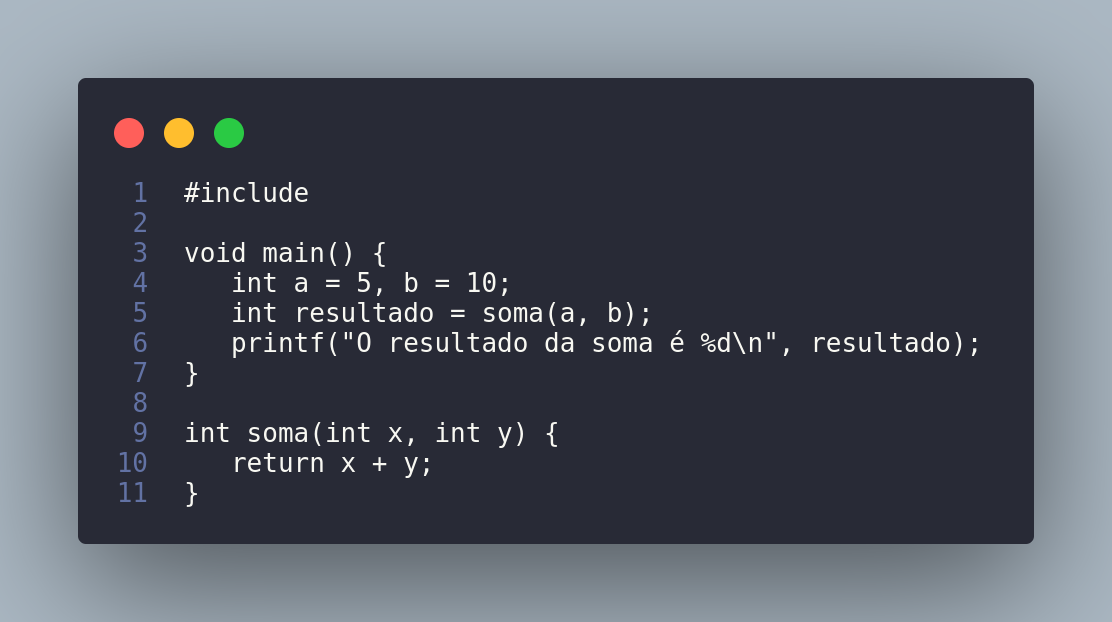 1 #include
2
3 void main() {
4 int a = 5, b = 10;
5 int resultado = soma(a, b);
6 printf("O resultado da soma é %d\n", resultado);
7 }
8
9 int soma(int x, int y) {
10 return x + y;
11 }